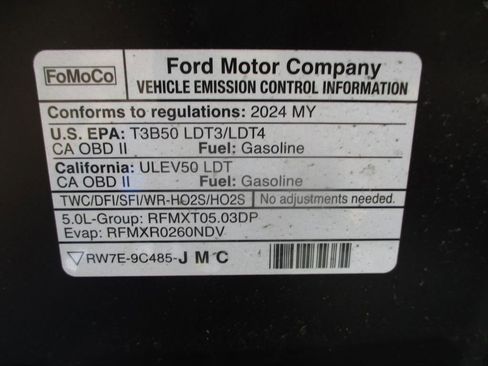 FoMoCo
Ford Motor Company
VEHICLE EMISSION CONTROL INFORMATION
Conforms to regulations: 2024 MY
U.S. EPA: T3B50 LDT3/LDT4
CA OBD II Fuel: Gasoline
California: ULEV50 LDT
CA OBD II Fuel: Gasoline
TWC/DFI/SFI/WR-HO2S/HO2S No adjustments needed.
5.0L-Group: RFMXT05.03DP
Evap: RFMXR0260NDV
RW7E-9C485-J M C